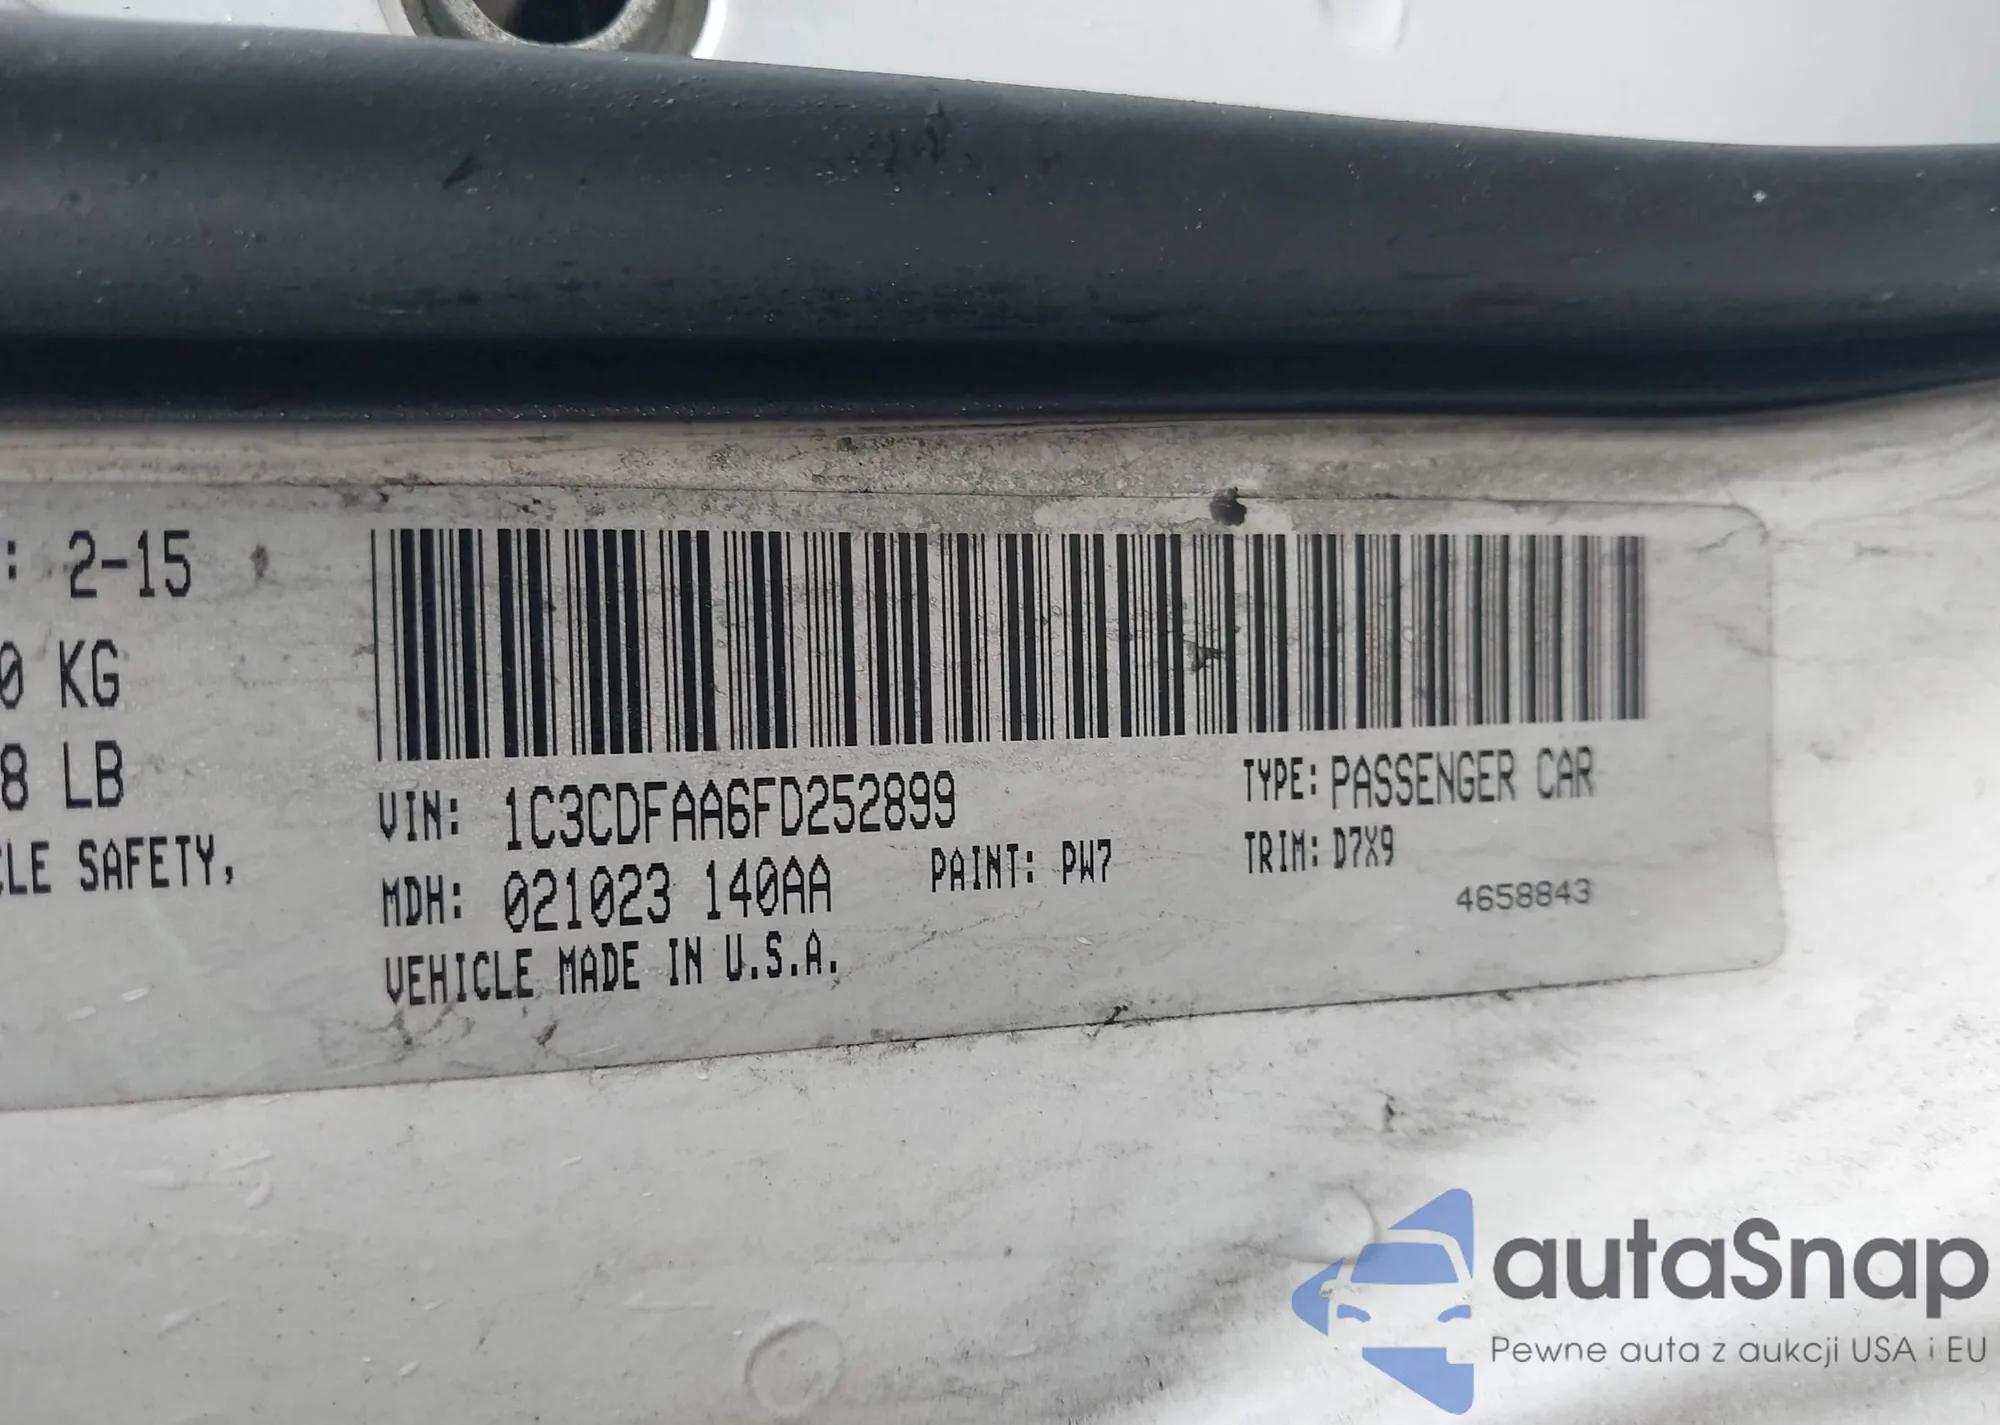 : 2-15
0 KG
8 LB
CLE SAFETY,
VIN: 1C3CDFAA6FD252899
TYPE: PASSENGER CAR
MDH: 021023 140AA
PAINT: PW7
TRIM: D7X9
4658843
VEHICLE MADE IN U.S.A.
autaSnap
Pewne auta z aukcji USA i EU